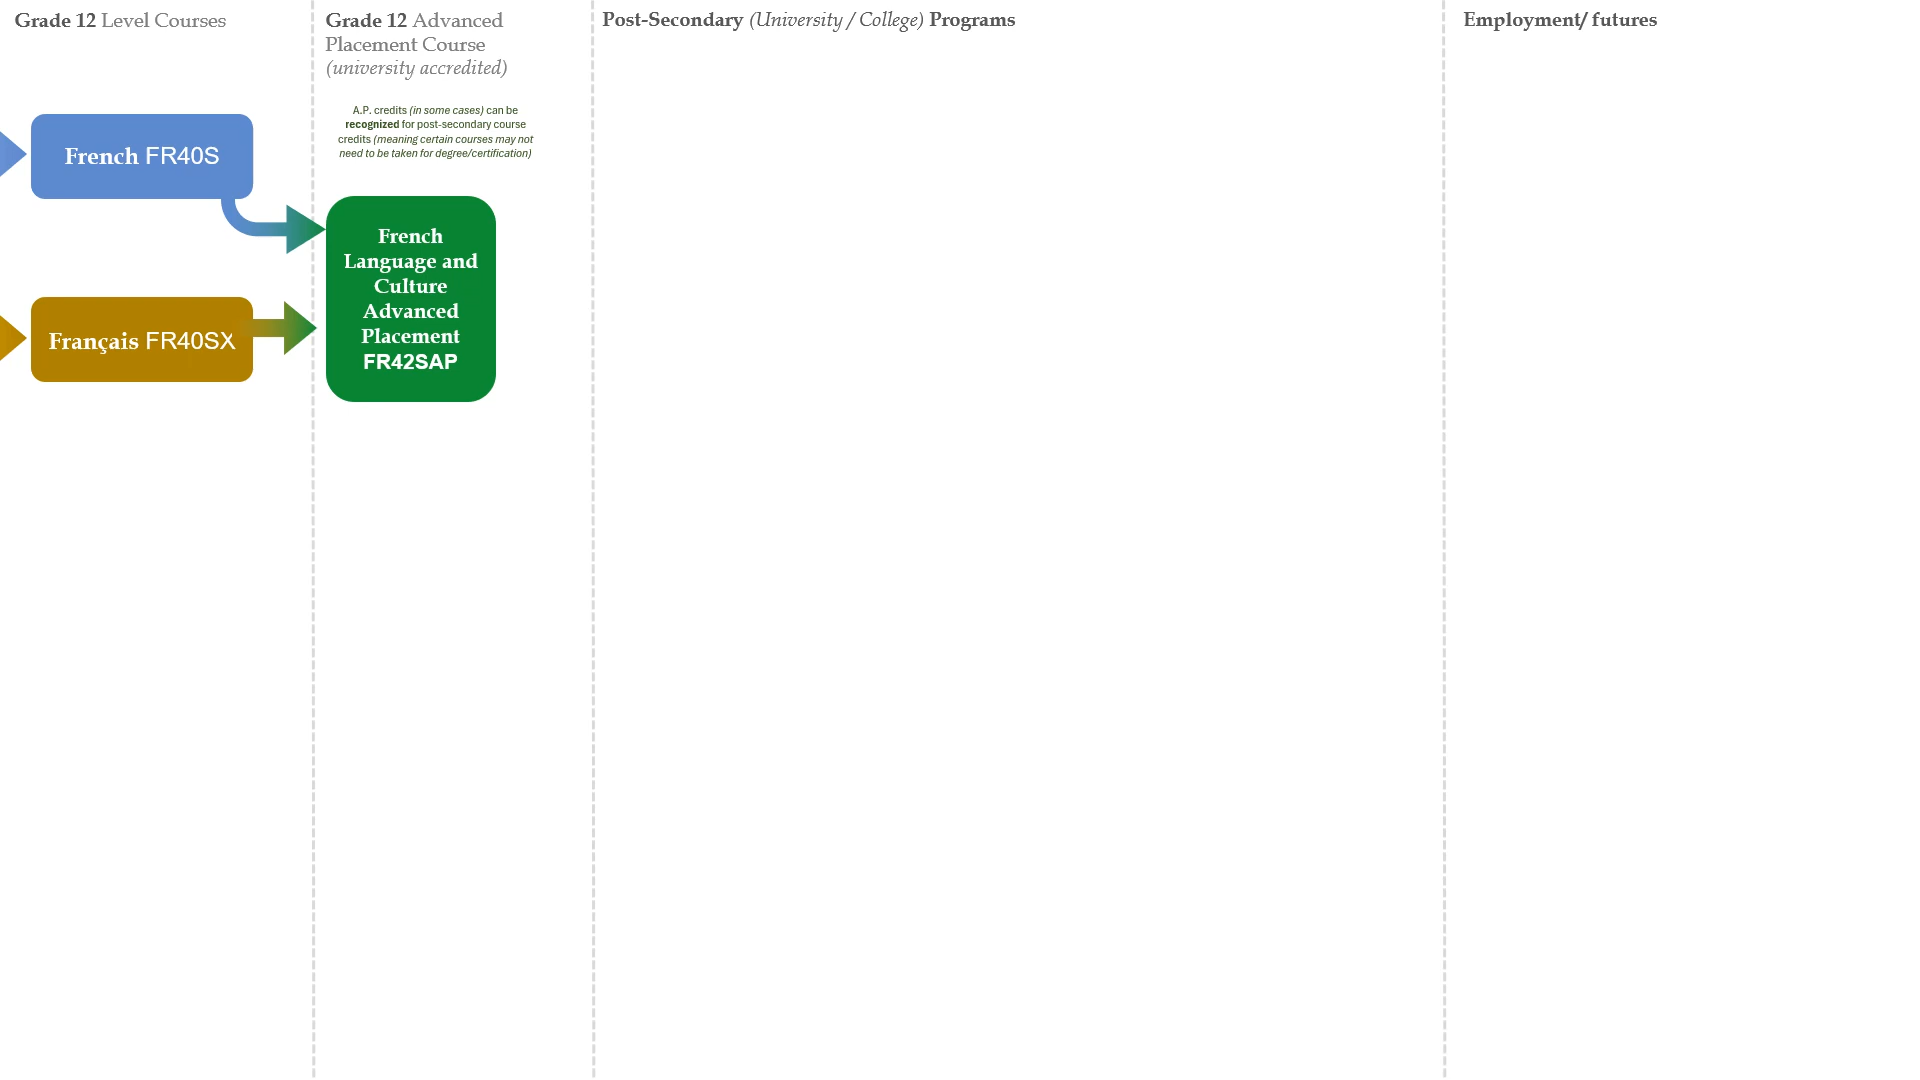 Grade 12 Level Courses
Grade 12 Advanced
Placement Course
(university accredited)
Post-Secondary (University / College) Programs
Employment/ futures
A.P. credits (in some cases) can be
recognized for post-secondary course
credits (meaning certain courses may not
need to be taken for degree/certification)
French FR40S
French
Language and
Culture
Advanced
Placement
FR42SAP
Français FR40SX